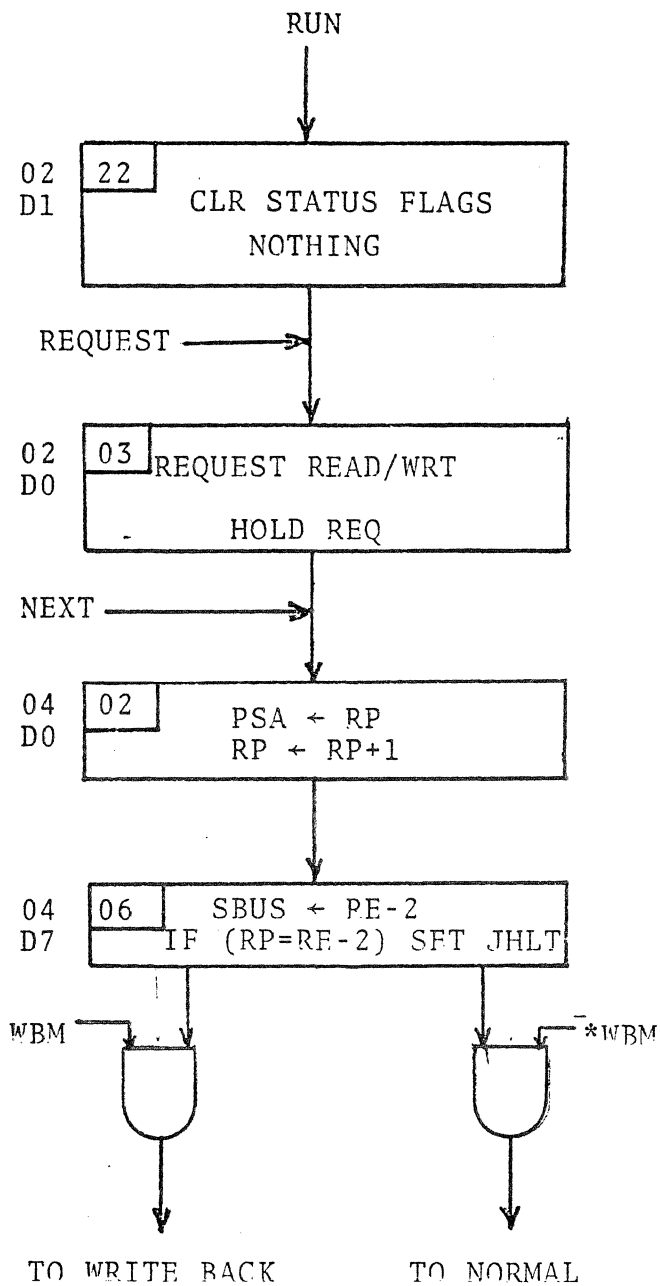 RUN
02
D1
22
CLR STATUS FLAGS
NOTHING
REQUEST
02
D0
03
REQUEST READ/WRT
HOLD REQ
NEXT
04
D0
02
PSA ← RP
RP ← RP+1
04
D7
06
SBUS ← RE-2
IF (RP=RE-2) SET JHLT
WBM
*WBM
TO WRITE BACK
TO NORMAL